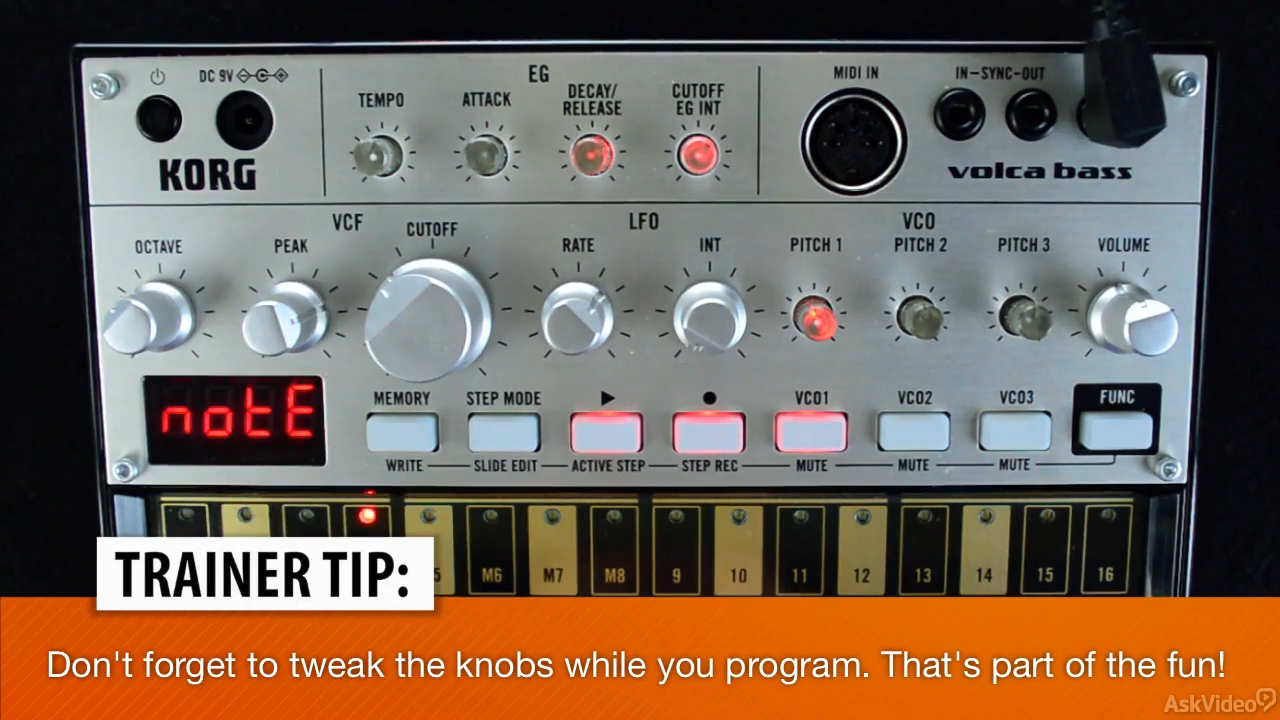 EG
DC 9V
TEMPO
ATTACK
DECAY/
RELEASE
CUTOFF
EG INT
MIDI IN
IN-SYNC-OUT
KORG
volca bass
VCF
LFO
VCO
OCTAVE
PEAK
CUTOFF
RATE
INT
PITCH 1
PITCH 2
PITCH 3
VOLUME
notE
MEMORY
STEP MODE
VCO1
VCO2
VCO3
FUNC
WRITE
SLIDE EDIT
ACTIVE STEP
STEP REC
MUTE
MUTE
MUTE
5 M6 M7 M8 9 10 11 12 13 14 15 16
TRAINER TIP:
Don't forget to tweak the knobs while you program. That's part of the fun!
AskVideo